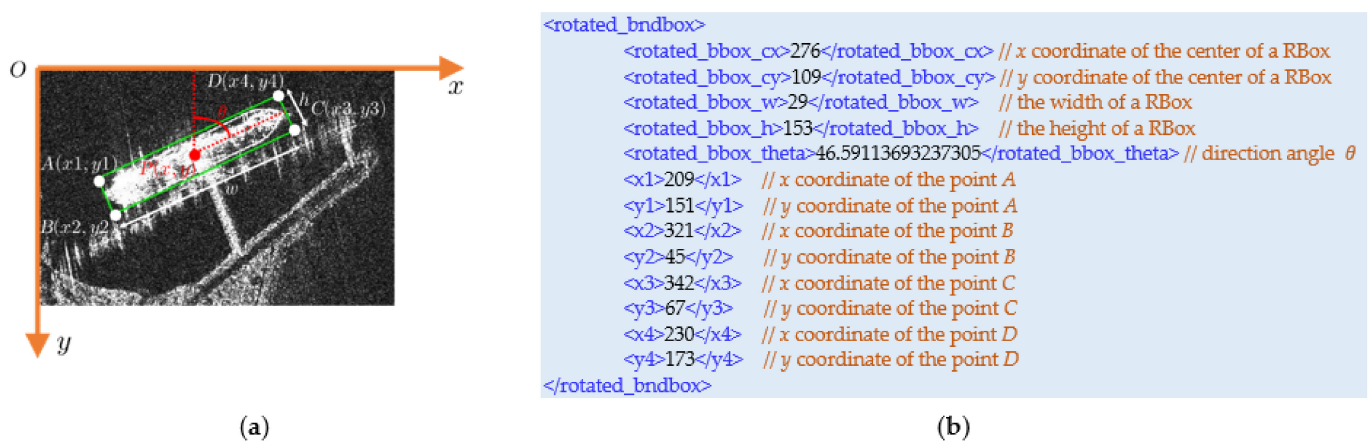 O
x
D(x4, y4)
h
C(x3, y3)
θ
A(x1, y1)
w
B(x2, y2
y
(a)
<rotated_bndbox>
<rotated_bbox_cx>276</rotated_bbox_cx> // x coordinate of the center of a RBox
<rotated_bbox_cy>109</rotated_bbox_cy> // y coordinate of the center of a RBox
<rotated_bbox_w>29</rotated_bbox_w> // the width of a RBox
<rotated_bbox_h>153</rotated_bbox_h> // the height of a RBox
<rotated_bbox_theta>46.59113693237305</rotated_bbox_theta> // direction angle θ
<x1>209</x1> // x coordinate of the point A
<y1>151</y1> // y coordinate of the point A
<x2>321</x2> // x coordinate of the point B
<y2>45</y2> // y coordinate of the point B
<x3>342</x3> // x coordinate of the point C
<y3>67</y3> // y coordinate of the point C
<x4>230</x4> // x coordinate of the point D
<y4>173</y4> // y coordinate of the point D
</rotated_bndbox>
(b)